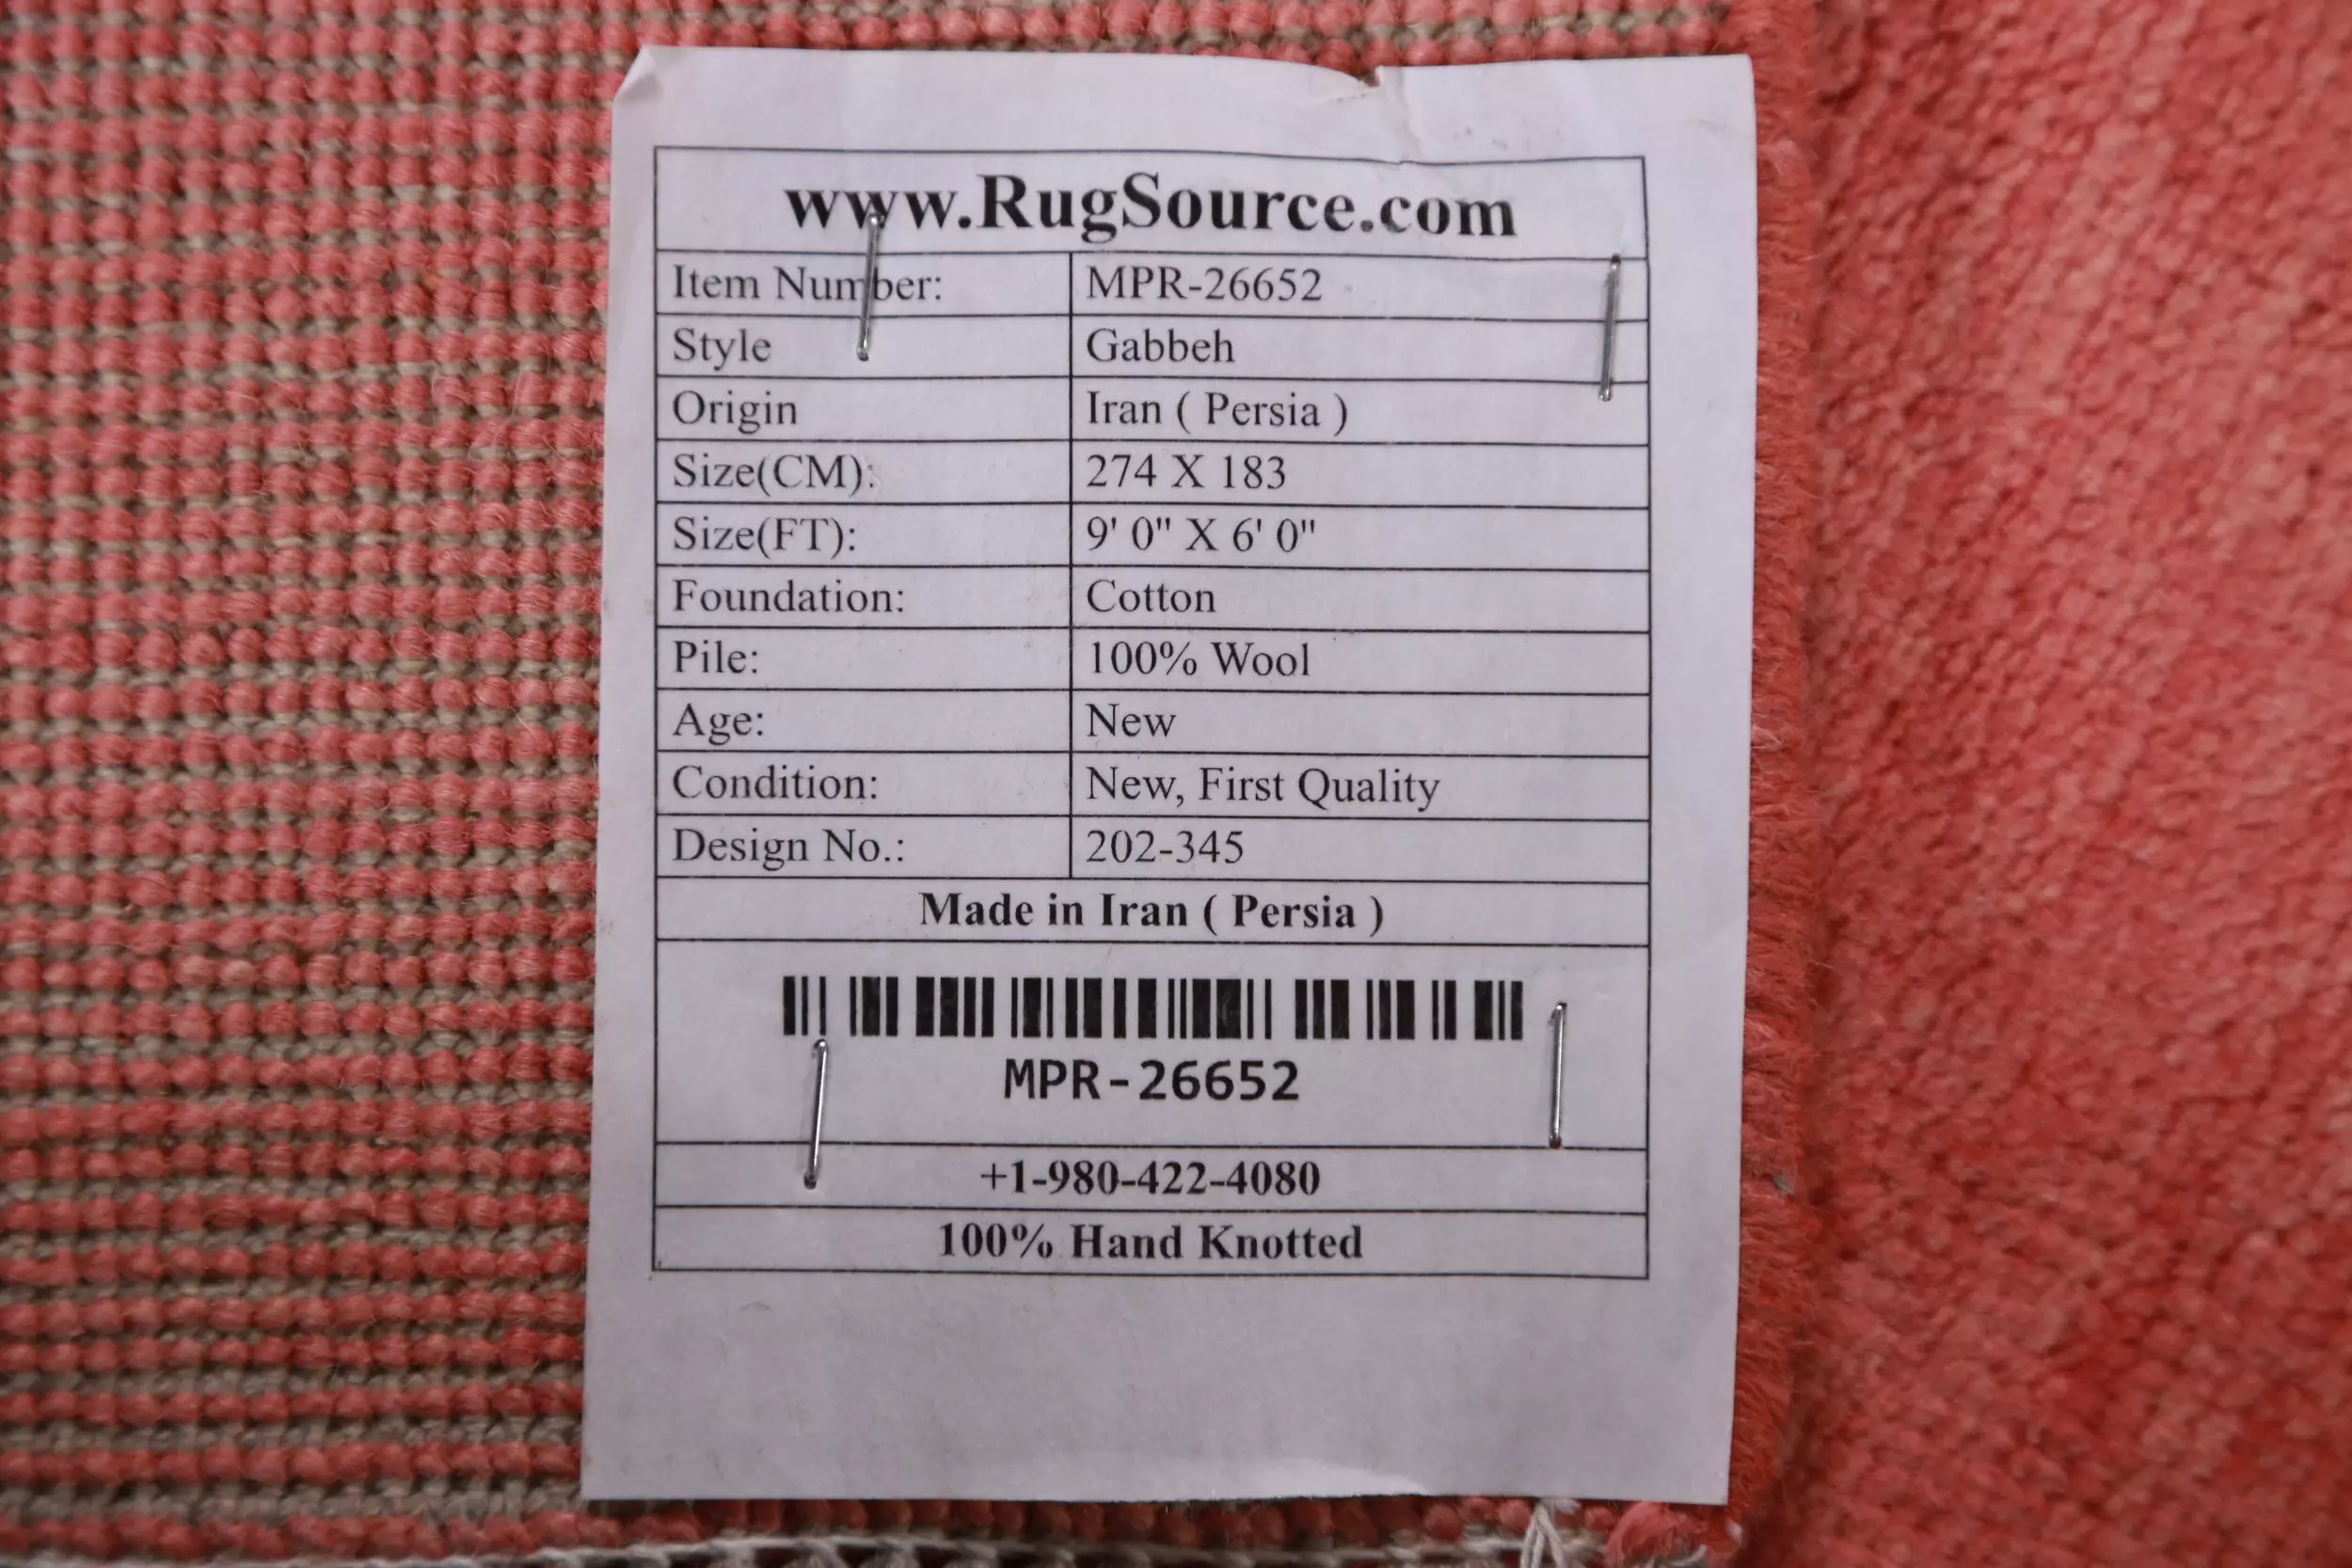 www.RugSource.com
Item Number: MPR-26652
Style Gabbeh
Origin Iran ( Persia )
Size(CM): 274 X 183
Size(FT): 9' 0" X 6' 0"
Foundation: Cotton
Pile: 100% Wool
Age: New
Condition: New, First Quality
Design No.: 202-345
Made in Iran ( Persia )
MPR-26652
+1-980-422-4080
100% Hand Knotted